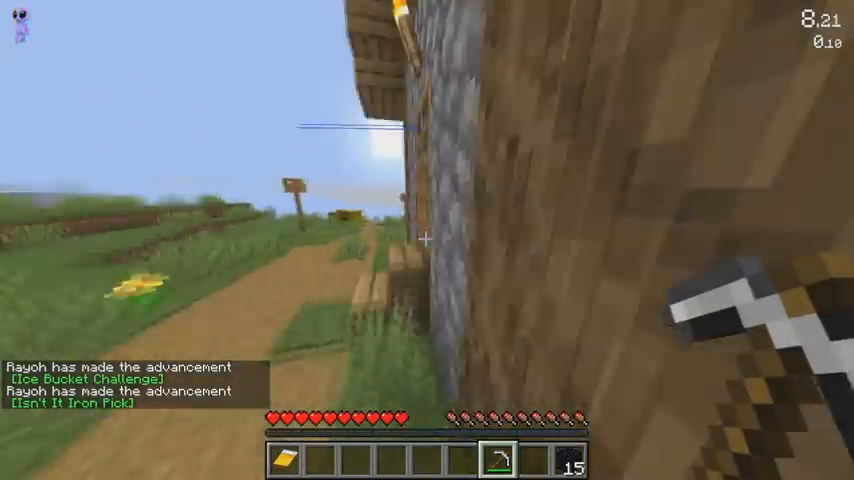 8.21
0.10
Rayoh has made the advancement
[Ice Bucket Challenge]
Rayoh has made the advancement
[Isn't It Iron Pick]
15